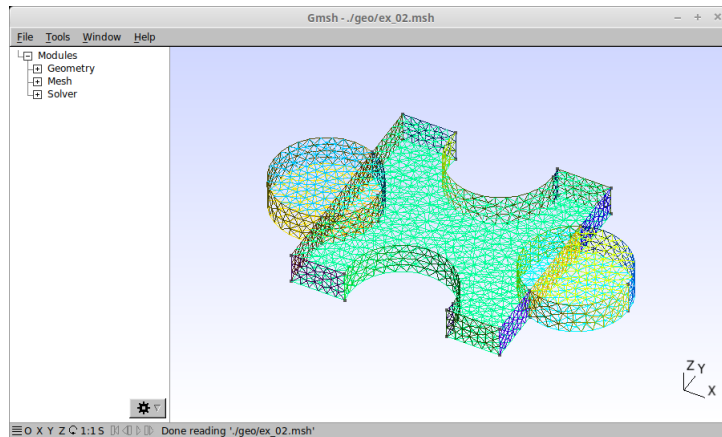 Gmsh - ./geo/ex_02.msh
File Tools Window Help
Modules
Geometry
Mesh
Solver
Z Y
X
O X Y Z 1:1 S Done reading './geo/ex_02.msh'